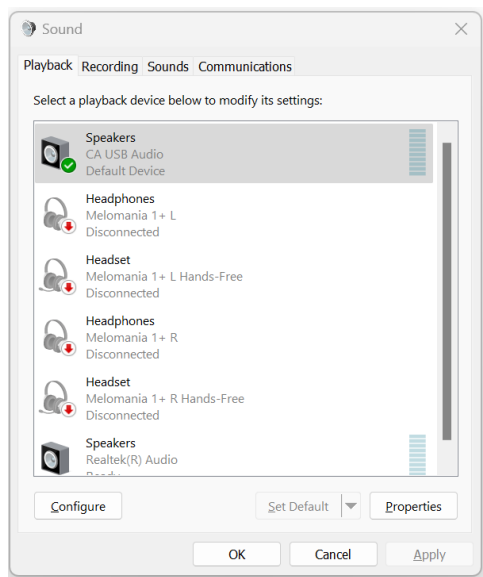 Sound
Playback Recording Sounds Communications
Select a playback device below to modify its settings:
Speakers
CA USB Audio
Default Device
Headphones
Melomania 1+ L
Disconnected
Headset
Melomania 1+ L Hands-Free
Disconnected
Headphones
Melomania 1+ R
Disconnected
Headset
Melomania 1+ R Hands-Free
Disconnected
Speakers
Realtek(R) Audio
Configure Set Default Properties
OK Cancel Apply